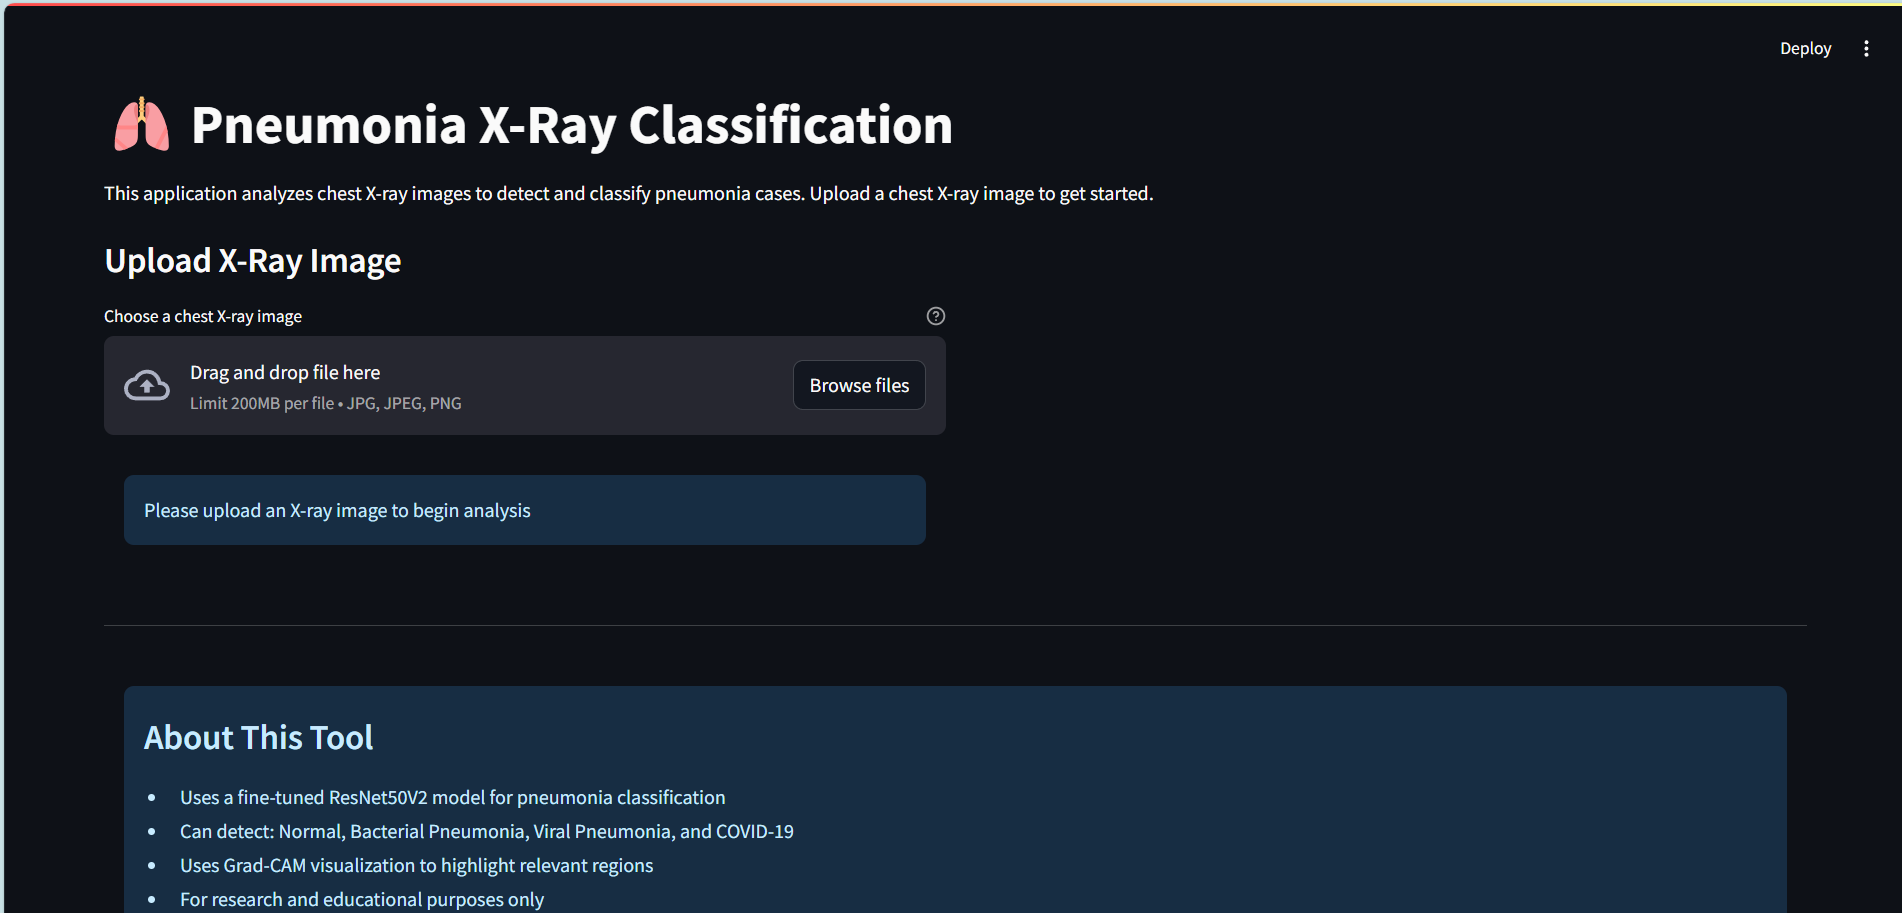 Deploy
Pneumonia X-Ray Classification
This application analyzes chest X-ray images to detect and classify pneumonia cases. Upload a chest X-ray image to get started.
Upload X-Ray Image
Choose a chest X-ray image
Drag and drop file here
Limit 200MB per file • JPG, JPEG, PNG
Browse files
Please upload an X-ray image to begin analysis
About This Tool
• Uses a fine-tuned ResNet50V2 model for pneumonia classification
• Can detect: Normal, Bacterial Pneumonia, Viral Pneumonia, and COVID-19
• Uses Grad-CAM visualization to highlight relevant regions
• For research and educational purposes only